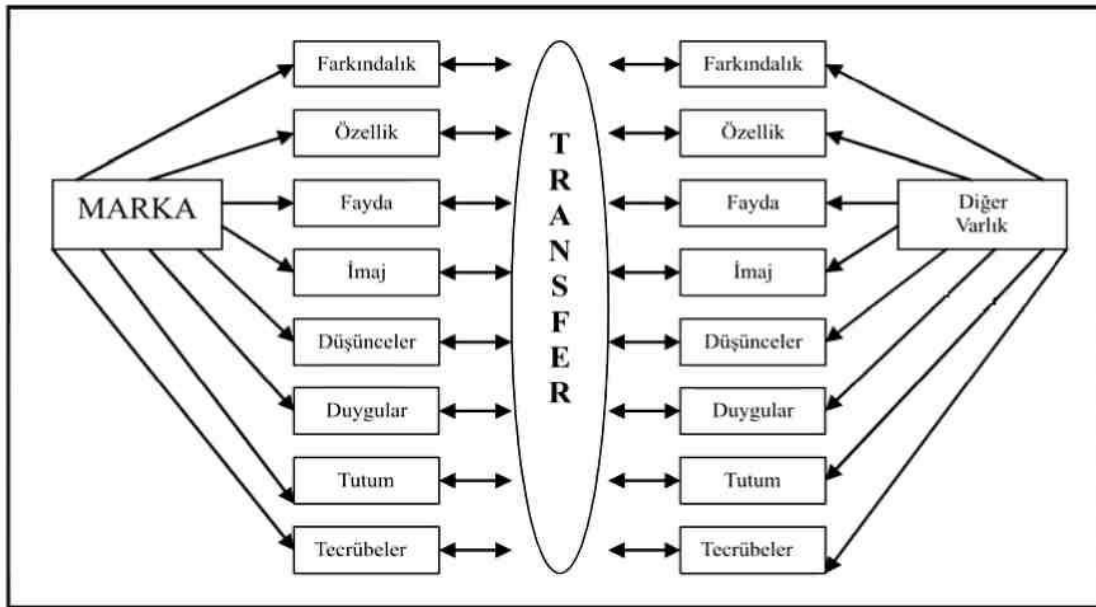 Farkındalık
Farkındalık
Özellik
Özellik
MARKA
Fayda
TRANSFER
Fayda
Diğer
Varlık
İmaj
İmaj
Düşünceler
Düşünceler
Duygular
Duygular
Tutum
Tutum
Tecrübeler
Tecrübeler